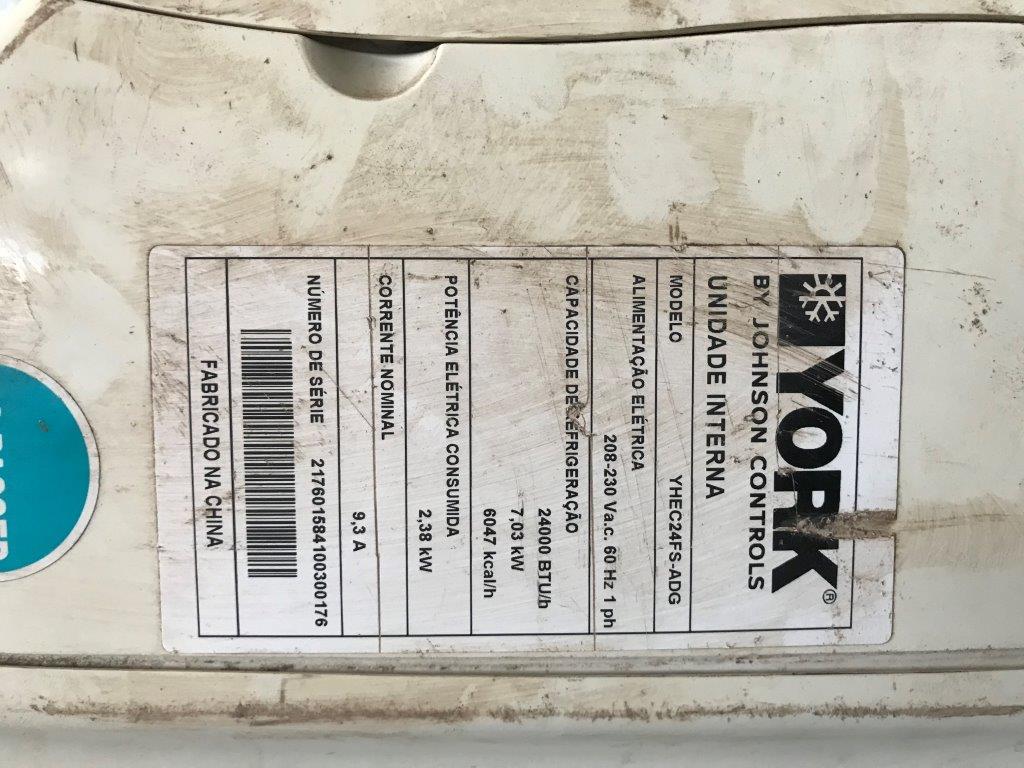 YORK®
BY JOHNSON CONTROLS
UNIDADE INTERNA
MODELO YHEC24FS-ADG
ALIMENTAÇÃO ELÉTRICA
208-230 Va.c. 60 Hz 1 ph
CAPACIDADE DE REFRIGERAÇÃO
24000 BTU/h
7,03 kW
6047 kcal/h
POTÊNCIA ELÉTRICA CONSUMIDA
2,38 kW
CORRENTE NOMINAL
9,3 A
NÚMERO DE SÉRIE 217601584100300176
FABRICADO NA CHINA